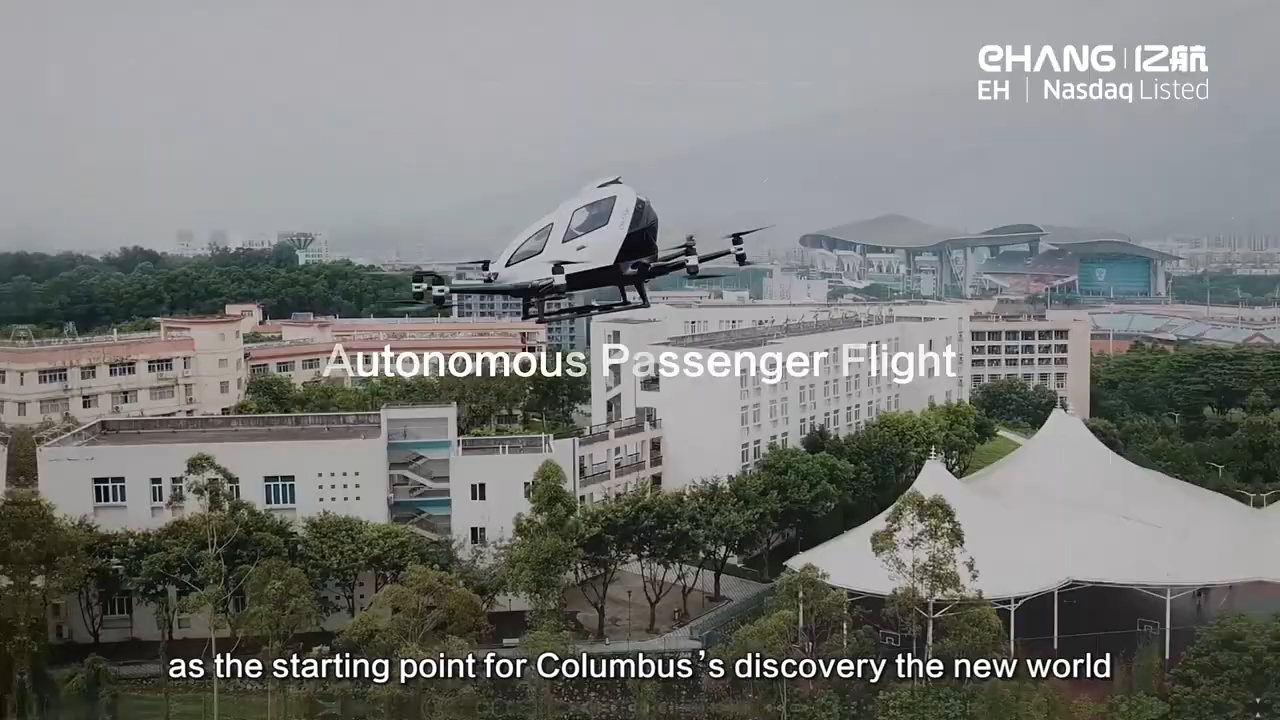 EHANG | 亿航
EH | Nasdaq Listed
Autonomous Passenger Flight
as the starting point for Columbus’s discovery the new world